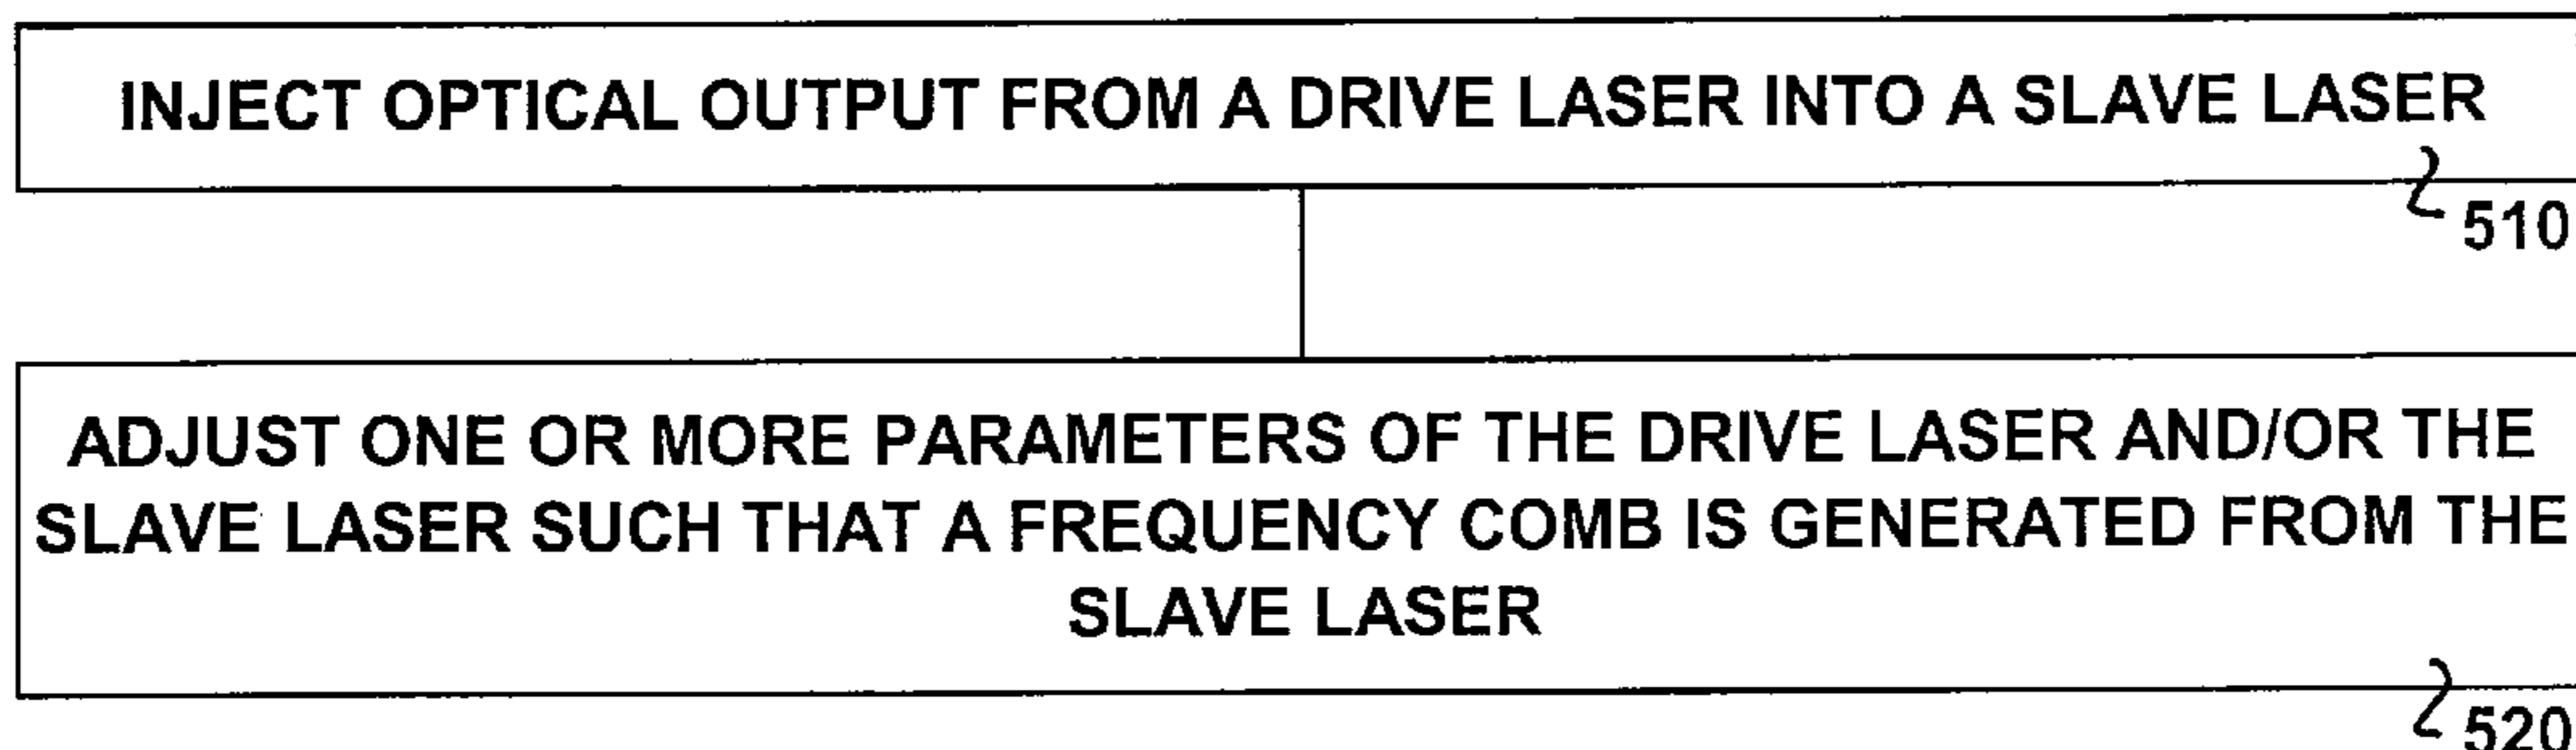 INJECT OPTICAL OUTPUT FROM A DRIVE LASER INTO A SLAVE LASER
510
ADJUST ONE OR MORE PARAMETERS OF THE DRIVE LASER AND/OR THE
SLAVE LASER SUCH THAT A FREQUENCY COMB IS GENERATED FROM THE
SLAVE LASER
520